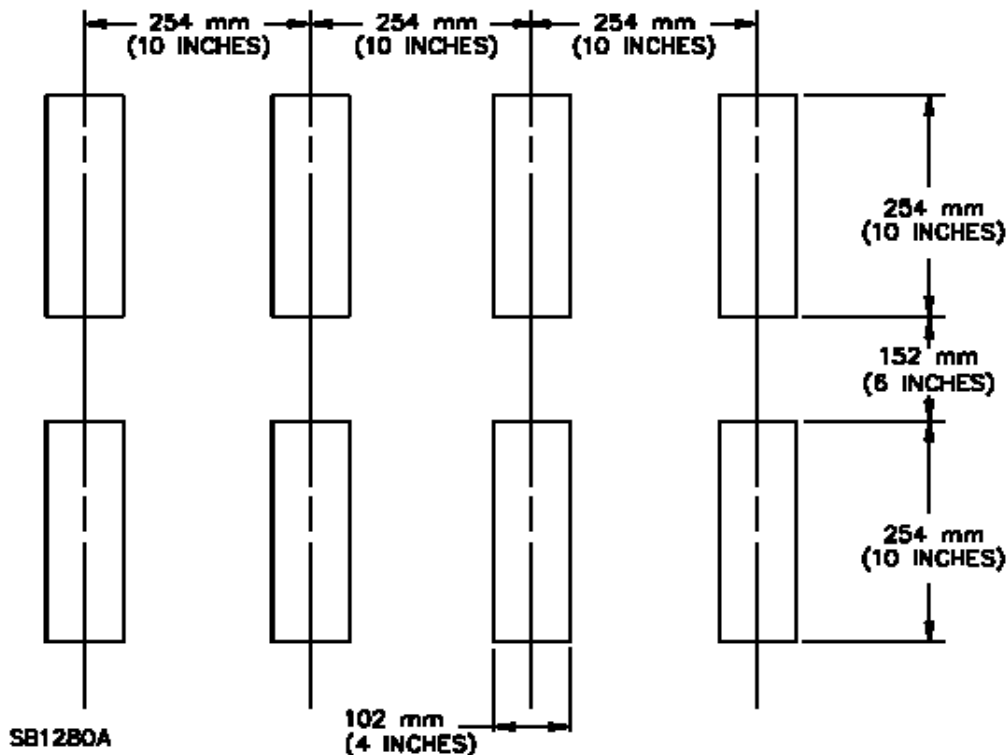 254 mm
(10 INCHES)
254 mm
(10 INCHES)
254 mm
(10 INCHES)
254 mm
(10 INCHES)
152 mm
(6 INCHES)
254 mm
(10 INCHES)
102 mm
(4 INCHES)
SB1280A